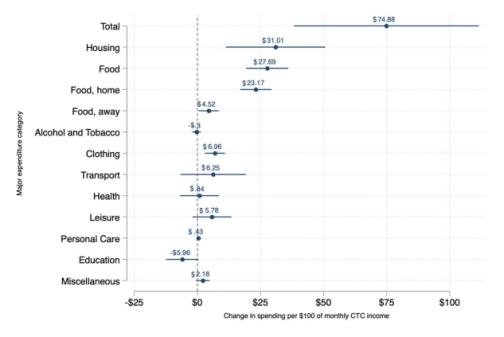 Total $74.88
Housing $31.01
Food $27.69
Food, home $23.17
Food, away $4.52
Alcohol and Tobacco -$.3
Clothing $6.96
Transport $6.25
Health $.84
Leisure $5.78
Personal Care $.43
Education -$5.96
Miscellaneous $2.18
Major expenditure category
-$25 $0 $25 $50 $75 $100
Change in spending per $100 of monthly CTC income